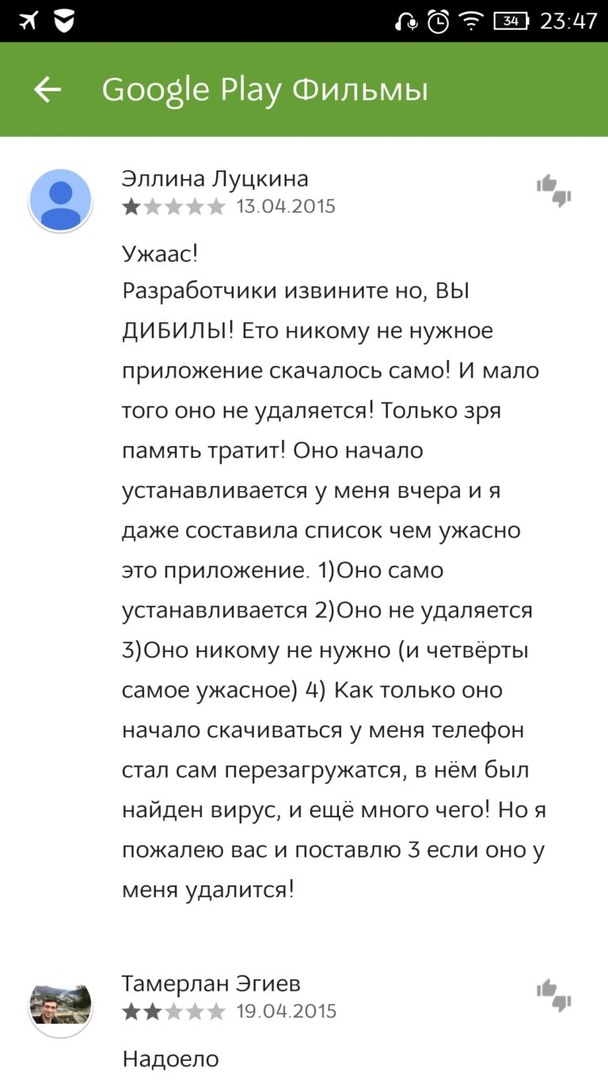 34 23:47
Google Play Фильмы
Эллина Луцкина
13.04.2015
Ужаас!
Разработчики извините но, ВЫ
ДИБИЛЫ! Ето никому не нужное
приложение скачалось само! И мало
того оно не удаляется! Только зря
память тратит! Оно начало
устанавливается у меня вчера и я
даже составила список чем ужасно
это приложение. 1)Оно само
устанавливается 2)Оно не удаляется
3)Оно никому не нужно (и четвёрты
самое ужасное) 4) Как только оно
начало скачиваться у меня телефон
стал сам перезагружатся, в нём был
найден вирус, и ещё много чего! Но я
пожалею вас и поставлю 3 если оно у
меня удалится!
Тамерлан Эгиев
19.04.2015
Надоело